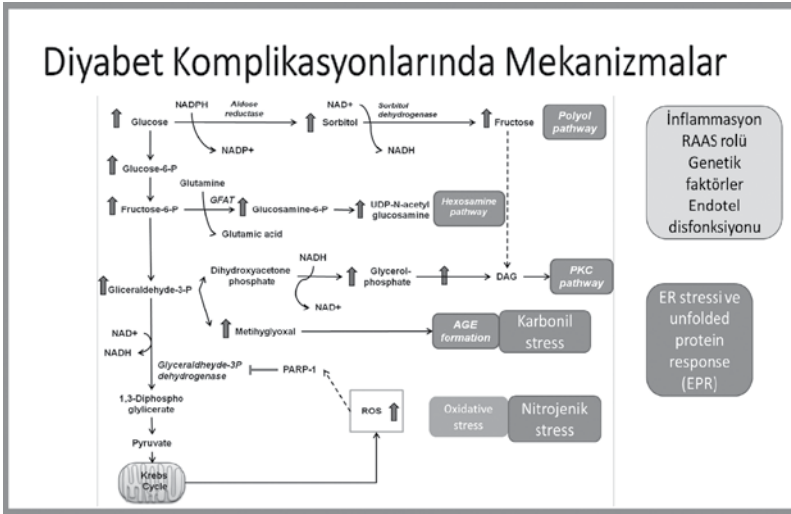 Diyabet Komplikasyonlarında Mekanizmalar
NADPH
Aldose
reductase
NAD+
Sorbitol
dehydrogenase
Glucose
Sorbitol
Fructose
Polyol
pathway
NADP+
NADH
Glucose-6-P
Glutamine
Fructose-6-P
GFAT
Glucosamine-6-P
UDP-N-acetyl
glucosamine
Hexosamine
pathway
Glutamic acid
NADH
Gliceraldehyde-3-P
Dihydroxyacetone
phosphate
Glycerol-
phosphate
DAG
PKC
pathway
NAD+
Methiyglyoxal
AGE
formation
Karbonil
stress
NAD+
NADH
Glyceraldheyde-3P
dehydrogenase
PARP-1
1,3-Diphospho
glyicerate
ROS
Oxidative
stress
Nitrojenik
stress
Pyruvate
Krebs
Cycle
İnflammasyon
RAAS rolü
Genetik
faktörler
Endotel
disfonksiyonu
ER stressi ve
unfolded
protein
response
(EPR)